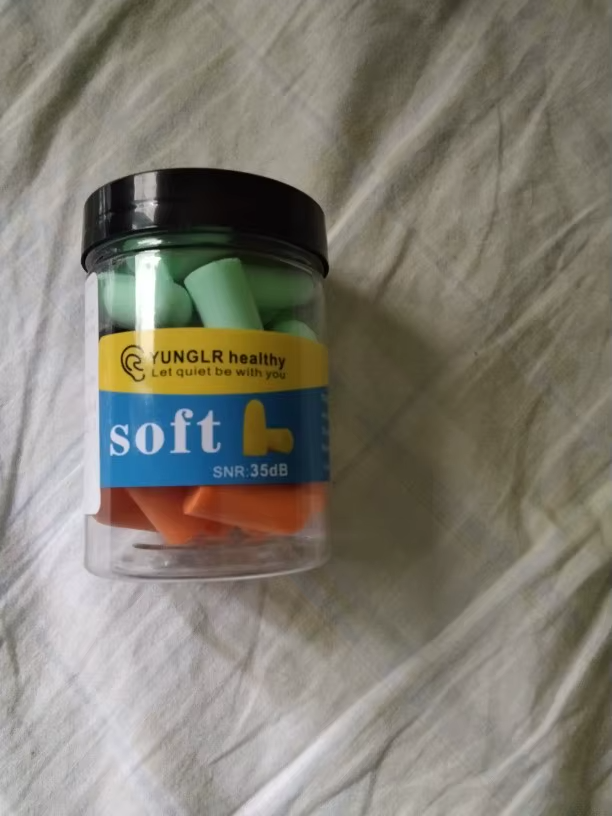 YUNGLR healthy
Let quiet be with you
soft
SNR:35dB